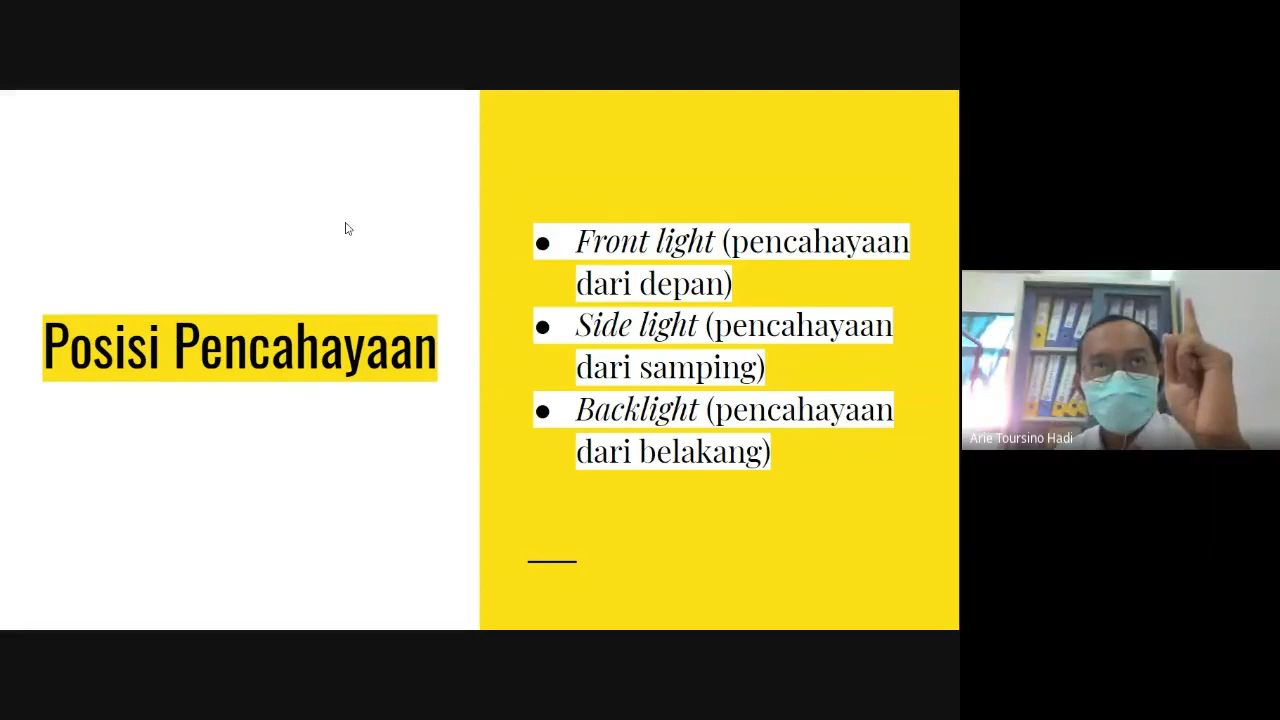 Posisi Pencahayaan
● Front light (pencahayaan
dari depan)
● Side light (pencahayaan
dari samping)
● Backlight (pencahayaan
dari belakang)
Arie Toursino Hadi